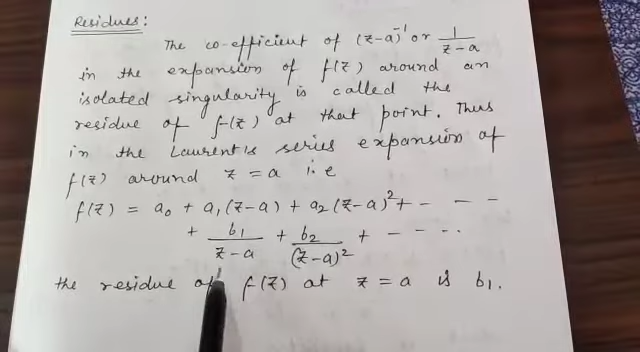 Residues:
The co-efficient of (z-a)⁻¹ or 1/(z-a)
in the expansion of f(z) around an
isolated singularity is called the
residue of f(z) at that point. Thus
in the Laurent's series expansion of
f(z) around z = a i.e
f(z) = a₀ + a₁(z-a) + a₂(z-a)² + - - - -
+ b₁/(z-a) + b₂/(z-a)² + - - - - .
the residue of f(z) at z = a is b₁.